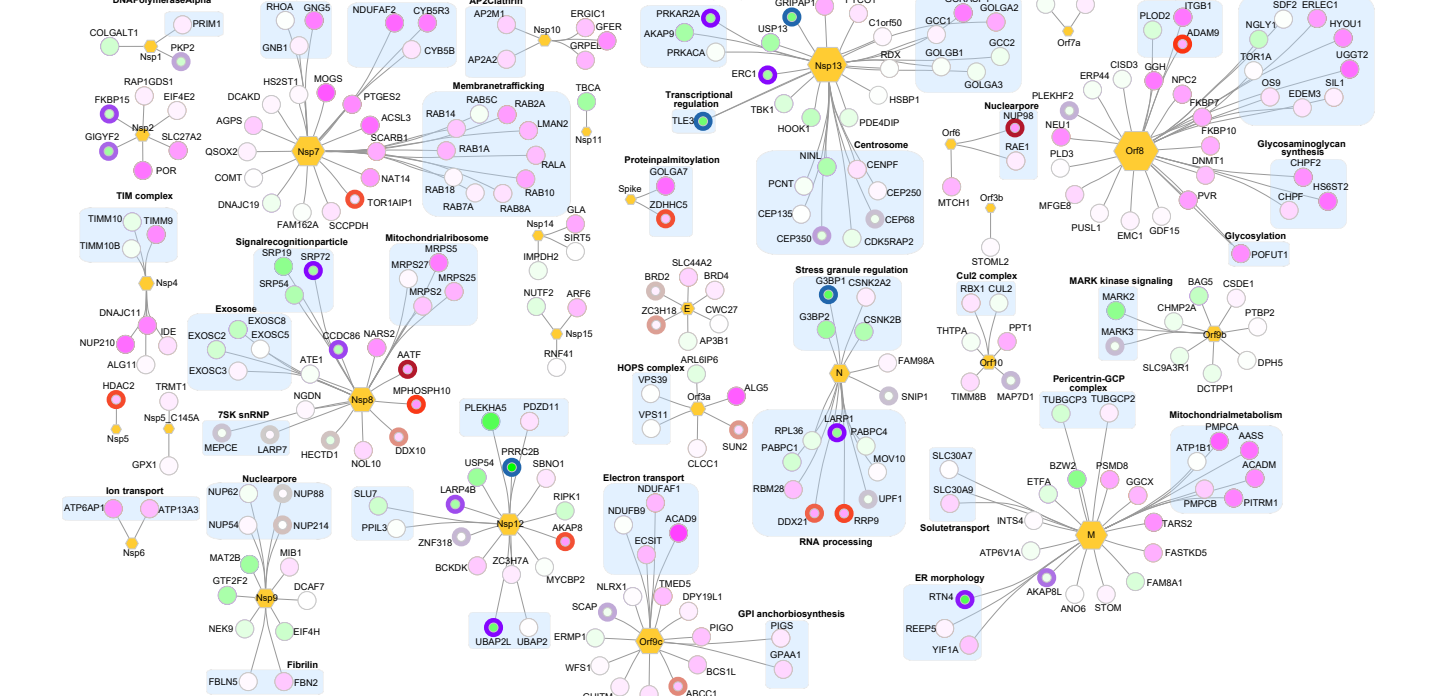 DNAPolymeraseAlpha
PRIM1
COLGALT1
Nsp1
PKP2
RHOA
GNG5
GNB1
NDUFAF2
CYB5R3
CYB5B
AP2Clathrin
AP2M1
AP2A2
Nsp10
ERGIC1
GFER
GRPEL
TBCA
Nsp11
RAP1GDS1
FKBP15
EIF4E2
Nsp2
GIGYF2
SLC27A2
POR
HS2ST1
MOGS
DCAKD
PTGES2
AGPS
ACSL3
SCARB1
QSOX2
Nsp7
COMT
NAT14
DNAJC19
TOR1AIP1
FAM162A
SCCPDH
Membranetrafficking
RAB5C
RAB2A
RAB14
LMAN2
RAB1A
RALA
RAB18
RAB10
RAB7A
RAB8A
PRKAR2A
AKAP9
PRKACA
GRIPAP1
USP13
C1orf50
RDX
Nsp13
ERC1
HSBP1
TBK1
HOOK1
PDE4DIP
GCC1
GOLGA2
GOLGB1
GCC2
GOLGA3
Transcriptional
regulation
TLE3
Centrosome
NINL
CENPF
PCNT
CEP250
CEP135
CEP68
CEP350
CDK5RAP2
Proteinpalmitoylation
GOLGA7
Spike
ZDHHC5
Nuclearpore
NUP98
Orf6
RAE1
MTCH1
Orf3b
STOML2
Orf7a
PLOD2
ITGB1
ADAM9
CISD3
GGH
ERP44
NPC2
PLEKHF2
FKBP7
NEU1
FKBP10
PLD3
Orf8
DNMT1
MFGE8
PVR
PUSL1
EMC1
GDF15
SDF2
ERLEC1
NGLY1
HYOU1
TOR1A
UGGT2
OS9
SIL1
EDEM3
Glycosaminoglycan
synthesis
CHPF2
HS6ST2
CHPF
Glycosylation
POFUT1
TIM complex
TIMM10
TIMM9
TIMM10B
Nsp4
DNAJC11
IDE
NUP210
ALG11
Signalrecognitionparticle
SRP19
SRP72
SRP54
Mitochondrialribosome
MRPS5
MRPS27
MRPS25
MRPS2
Exosome
EXOSC8
EXOSC2
EXOSC5
EXOSC3
CCDC86
NARS2
ATE1
AATF
NGDN
Nsp8
MPHOSPH10
HECTD1
NOL10
DDX10
7SK snRNP
MEPCE
LARP7
GLA
Nsp14
SIRT5
IMPDH2
NUTF2
ARF6
Nsp15
RNF41
SLC44A2
BRD2
BRD4
E
ZC3H18
CWC27
AP3B1
HOPS complex
VPS39
VPS11
ARL6IP6
ALG5
Orf3a
SUN2
CLCC1
Stress granule regulation
G3BP1
CSNK2A2
G3BP2
CSNK2B
N
FAM98A
SNIP1
LARP1
RPL36
PABPC4
PABPC1
MOV10
RBM28
UPF1
DDX21
RRP9
RNA processing
Cul2 complex
RBX1
CUL2
THTPA
PPT1
Orf10
TIMM8B
MAP7D1
MARK kinase signaling
MARK2
MARK3
BAG5
CSDE1
CHMP2A
PTBP2
Orf9b
SLC9A3R1
DPH5
DCTPP1
HDAC2
Nsp5
TRMT1
Nsp5_C145A
GPX1
Ion transport
ATP6AP1
ATP13A3
Nsp6
Nuclearpore
NUP62
NUP88
NUP54
NUP214
MAT2B
MIB1
GTF2F2
DCAF7
Nsp9
NEK9
EIF4H
Fibrilin
FBLN5
FBN2
PLEKHA5
PDZD11
PRRC2B
USP54
SBNO1
SLU7
LARP4B
RIPK1
PPIL3
Nsp12
AKAP8
ZNF318
ZC3H7A
BCKDK
MYCBP2
UBAP2L
UBAP2
Electron transport
NDUFAF1
NDUFB9
ACAD9
ECSIT
NLRX1
TMED5
SCAP
DPY19L1
ERMP1
Orf9c
PIGO
WFS1
BCS1L
ABCC1
GPI anchorbiosynthesis
PIGS
GPAA1
Pericentrin-GCP
complex
TUBGCP3
TUBGCP2
Mitochondrialmetabolism
PMPCA
ATP1B1
AASS
ACADM
PMPCB
PITRM1
SLC30A7
SLC30A9
Solutetransport
BZW2
PSMD8
ETFA
GGCX
INTS4
M
TARS2
ATP6V1A
FASTKD5
FAM8A1
AKAP8L
ANO6
STOM
ER morphology
RTN4
REEP5
YIF1A